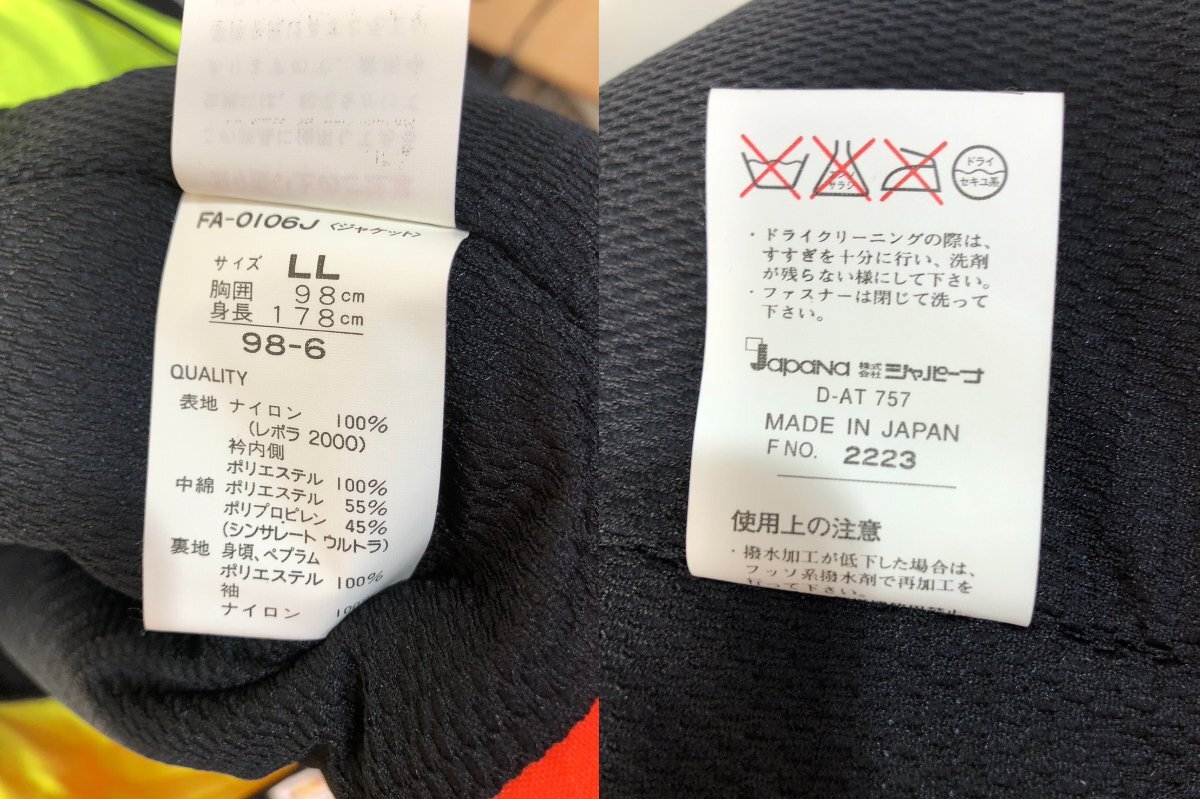 FA-0106J 〈ジャケット〉
サイズ LL
胸囲 98cm
身長 178cm
98-6
QUALITY
表地 ナイロン 100%
(レポラ 2000)
衿内側
ポリエステル 100%
中綿 ポリエステル 55%
ポリプロピレン 45%
(シンサレート ウルトラ)
裏地 身頃、ペプラム
ポリエステル 100%
袖
ナイロン
ドライ
セキユ系
・ドライクリーニングの際は、
すすぎを十分に行い、洗剤
が残らない様にして下さい。
・ファスナーは閉じて洗って
下さい。
JapaNa 株式会社ジャパーナ
D-AT 757
MADE IN JAPAN
F NO. 2223
使用上の注意
・撥水加工が低下した場合は、
フッソ系撥水剤で再加工を
行って下さい。